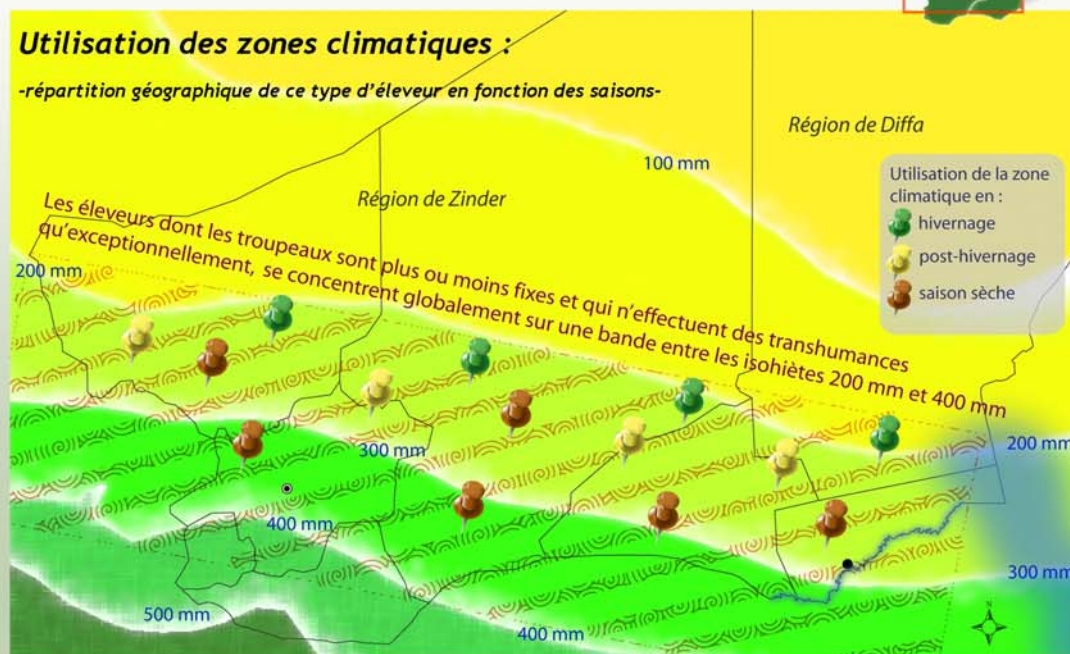 Utilisation des zones climatiques :
-répartition géographique de ce type d'éleveur en fonction des saisons-
Région de Diffa
100 mm
Région de Zinder
Utilisation de la zone
climatique en :
hivernage
post-hivernage
saison sèche
Les éleveurs dont les troupeaux sont plus ou moins fixes et qui n'effectuent des transhumances
qu'exceptionnellement, se concentrent globalement sur une bande entre les isohiètes 200 mm et 400 mm
200 mm
200 mm
300 mm
400 mm
300 mm
500 mm
400 mm
N